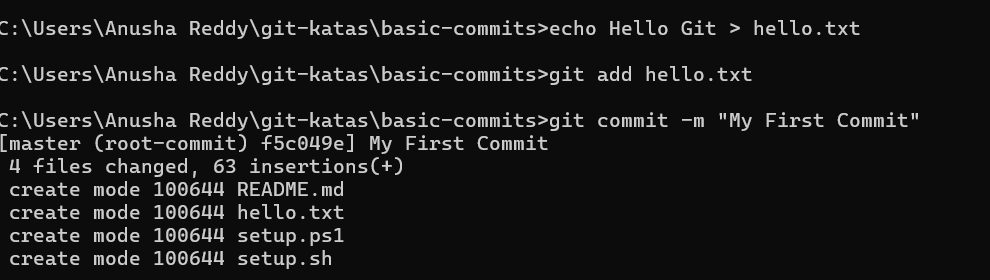 C:\Users\Anusha Reddy\git-katas\basic-commits>echo Hello Git > hello.txt
C:\Users\Anusha Reddy\git-katas\basic-commits>git add hello.txt
C:\Users\Anusha Reddy\git-katas\basic-commits>git commit -m "My First Commit"
[master (root-commit) f5c049e] My First Commit
4 files changed, 63 insertions(+)
create mode 100644 README.md
create mode 100644 hello.txt
create mode 100644 setup.ps1
create mode 100644 setup.sh